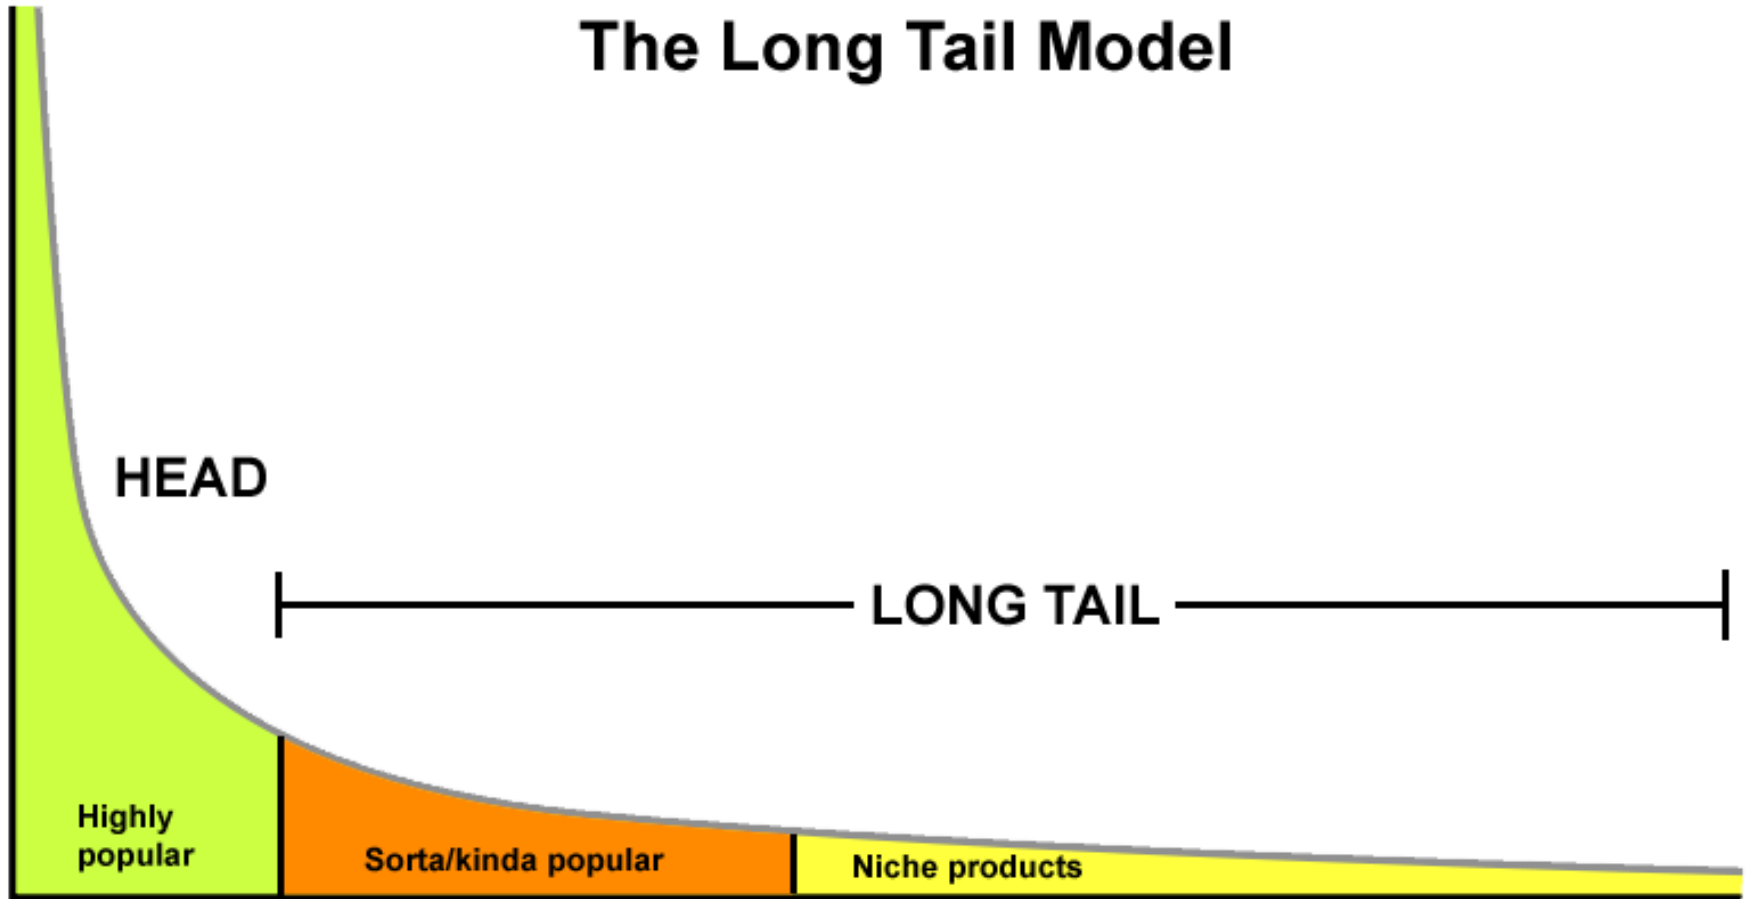 The Long Tail Model
HEAD
LONG TAIL
Highly
popular
Sorta/kinda popular
Niche products